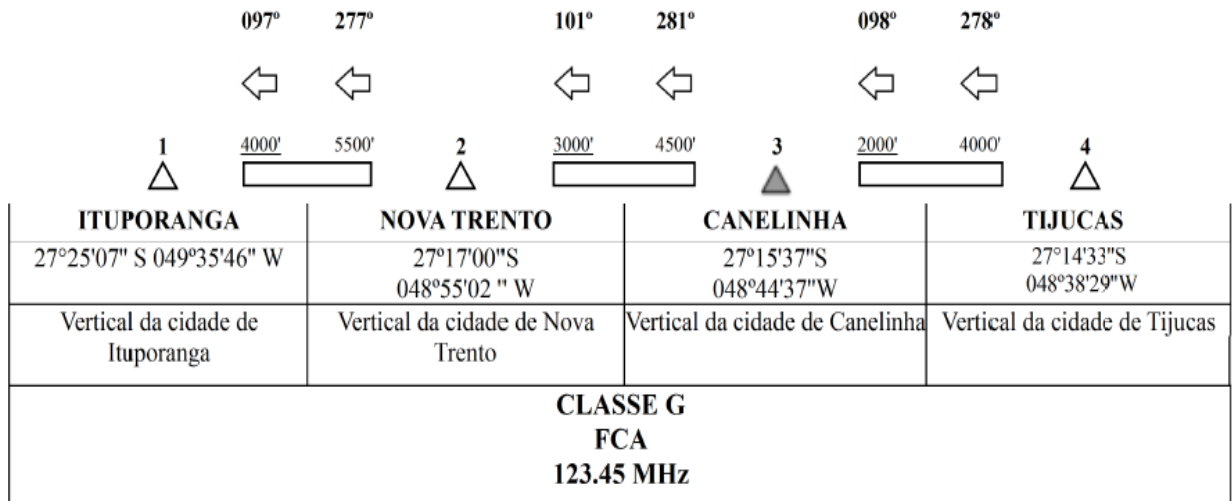 097º 277º 101º 281º 098º 278º
1 4000' 5500' 2 3000' 4500' 3 2000' 4000' 4
ITUPORANGA NOVA TRENTO CANELINHA TIJUCAS
27°25'07" S 049º35'46" W 27º17'00"S 27º15'37"S 27°14'33"S
048º55'02 " W 048º44'37"W 048º38'29"W
Vertical da cidade de Vertical da cidade de Nova Vertical da cidade de Canelinha Vertical da cidade de Tijucas
Ituporanga Trento
CLASSE G
FCA
123.45 MHz